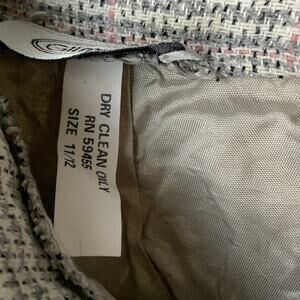 DRY CLEAN ONLY
RN 59455
SIZE 11/12